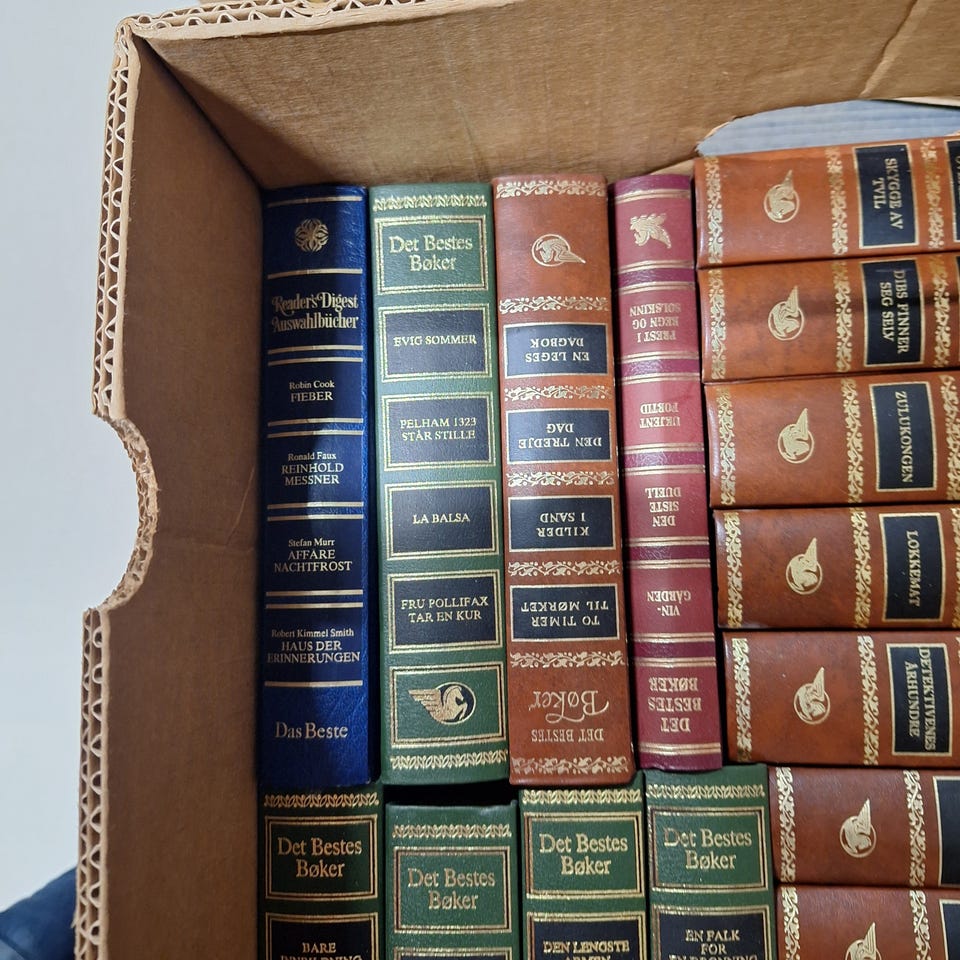 Reader's Digest
Auswahlbücher
Robin Cook
FIEBER
Ronald Faux
REINHOLD
MESSNER
Stefan Murr
AFFÄRE
NACHTFROST
Robert Kimmel Smith
HAUS DER
ERINNERUNGEN
Das Beste
Det Bestes
Bøker
EVIG SOMMER
PELHAM 1323
STÅR STILLE
LA BALSA
FRU POLLIFAX
TAR EN KUR
DET BESTES
Bøker
TO TIMER
TIL MØRKET
KILDER
I SAND
DEN TREDJE
DAG
EN LEGES
DAGBOK
DET
BESTES
BØKER
VIN-
GÅRDEN
DEN
SISTE
DUELL
UKJENT
FORTID
PREST I
REGN OG
SOLSKINN
SKYGGE AV
TVIL
DIBS FINNER
SEG SELV
ZULUKONGEN
LOKKEMAT
DETEKTIVENES
ÅRHUNDRE
Det Bestes
Bøker
BARE
Det Bestes
Bøker
Det Bestes
Bøker
DEN LENGSTE
Det Bestes
Bøker
EN FALK
FOR